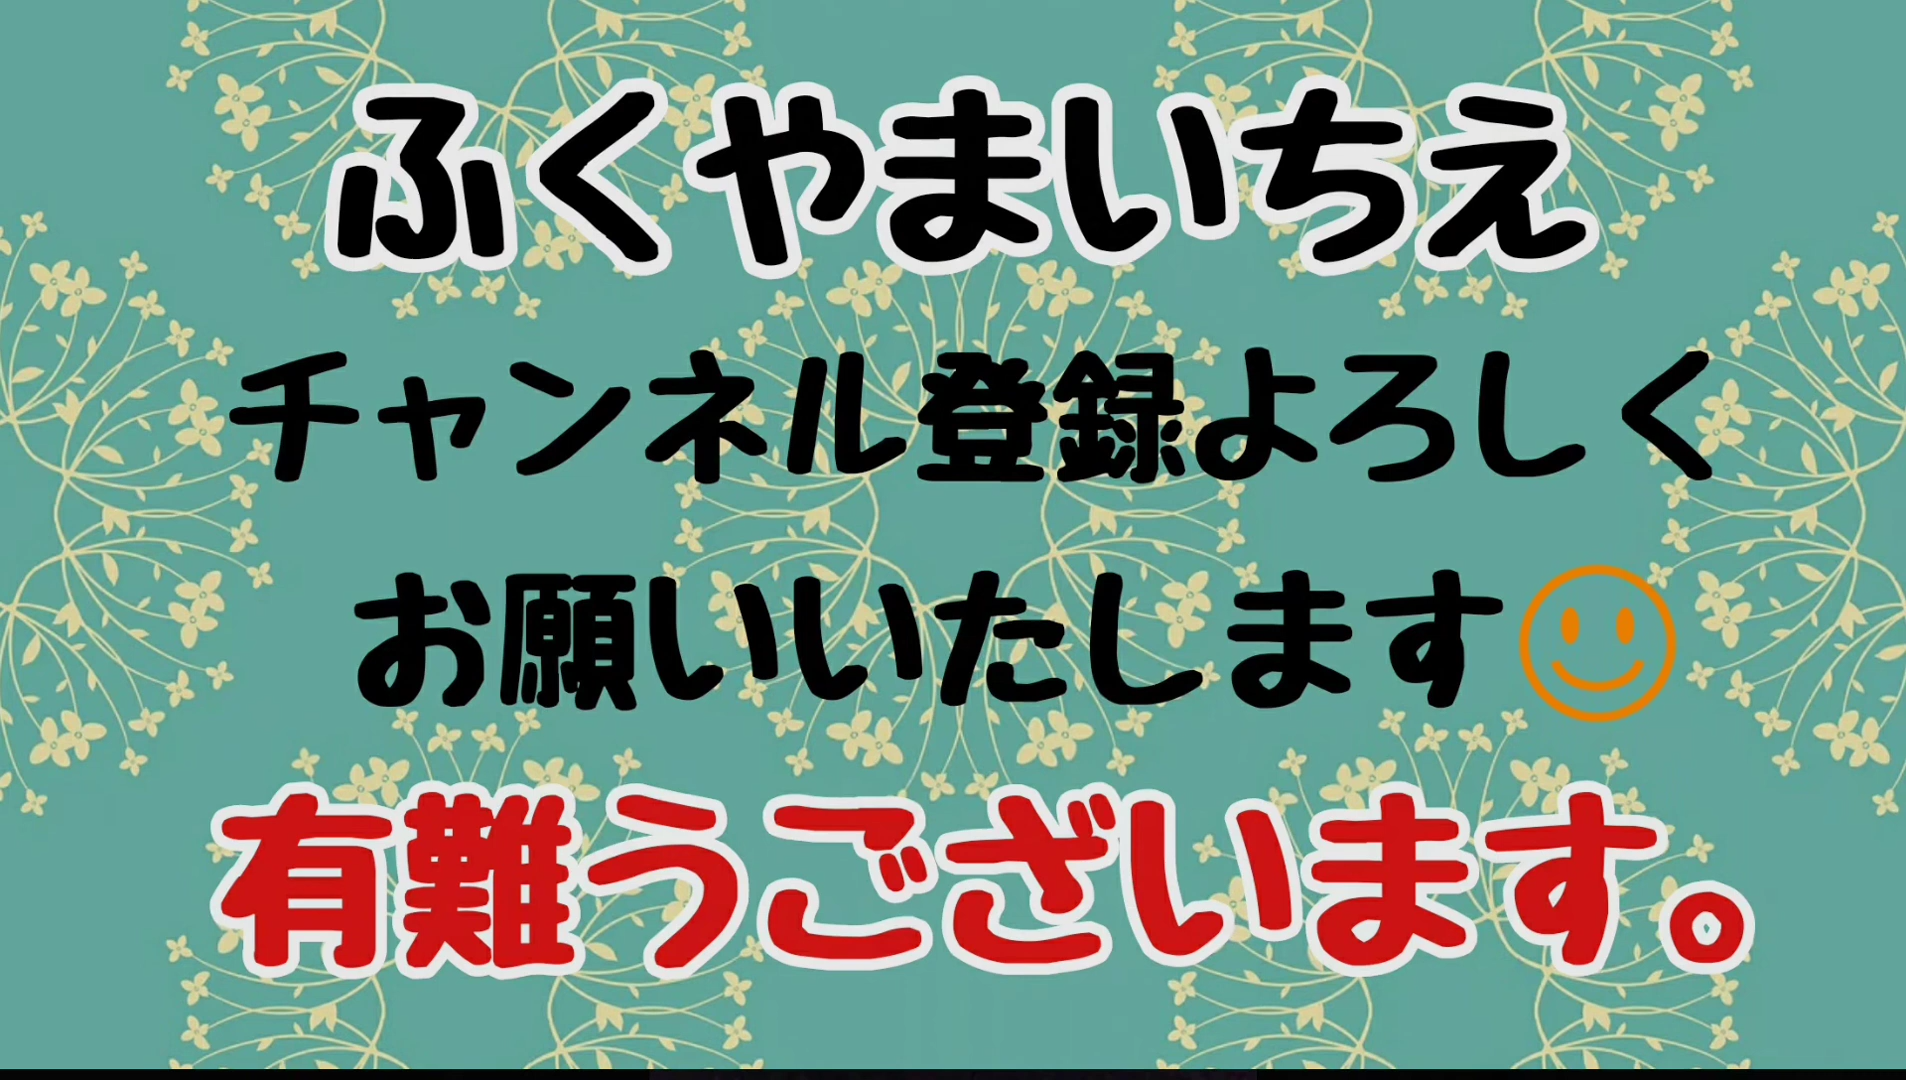 ふくやまいちえ
チャンネル登録よろしく
お願いいたします
有難うございます。